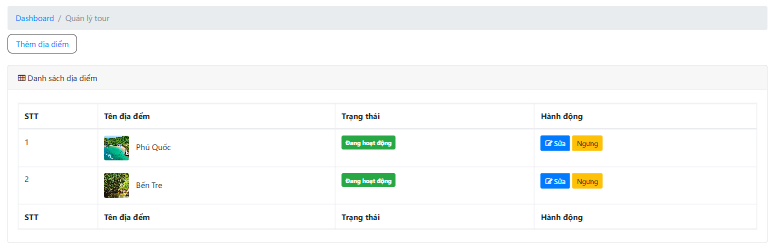 Dashboard / Quản lý tour
Thêm địa điểm
Danh sách địa điểm
STT Tên địa đểm Trạng thái Hành động
1 Phú Quốc Đang hoạt động Sửa Ngưng
2 Bến Tre Đang hoạt động Sửa Ngưng
STT Tên địa đểm Trạng thái Hành động